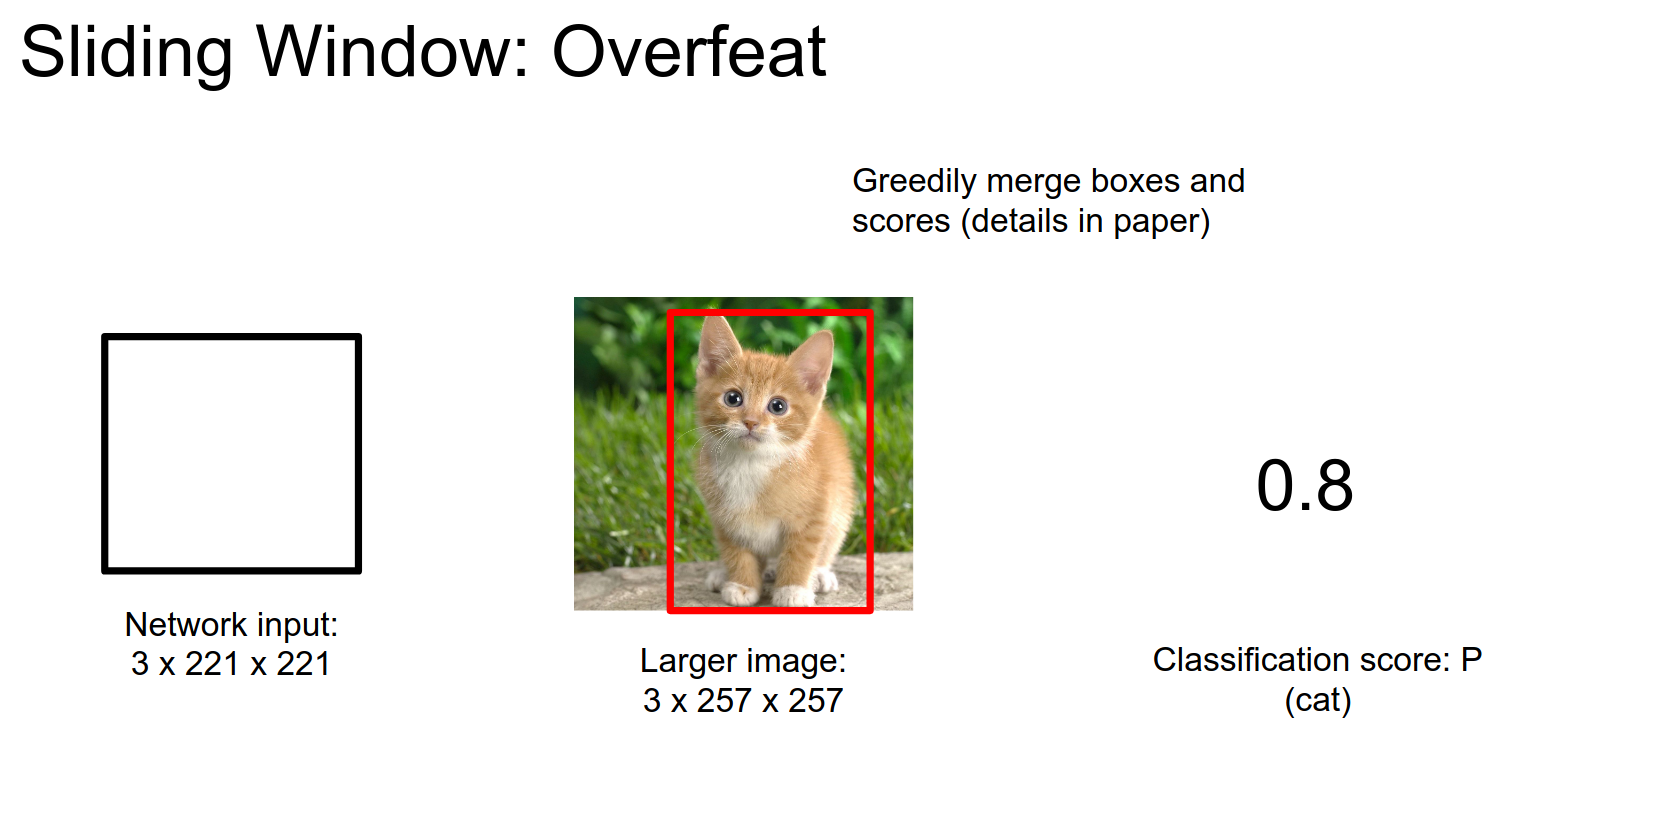 Sliding Window: Overfeat
Greedily merge boxes and
scores (details in paper)
Network input:
3 x 221 x 221
Larger image:
3 x 257 x 257
0.8
Classification score: P
(cat)